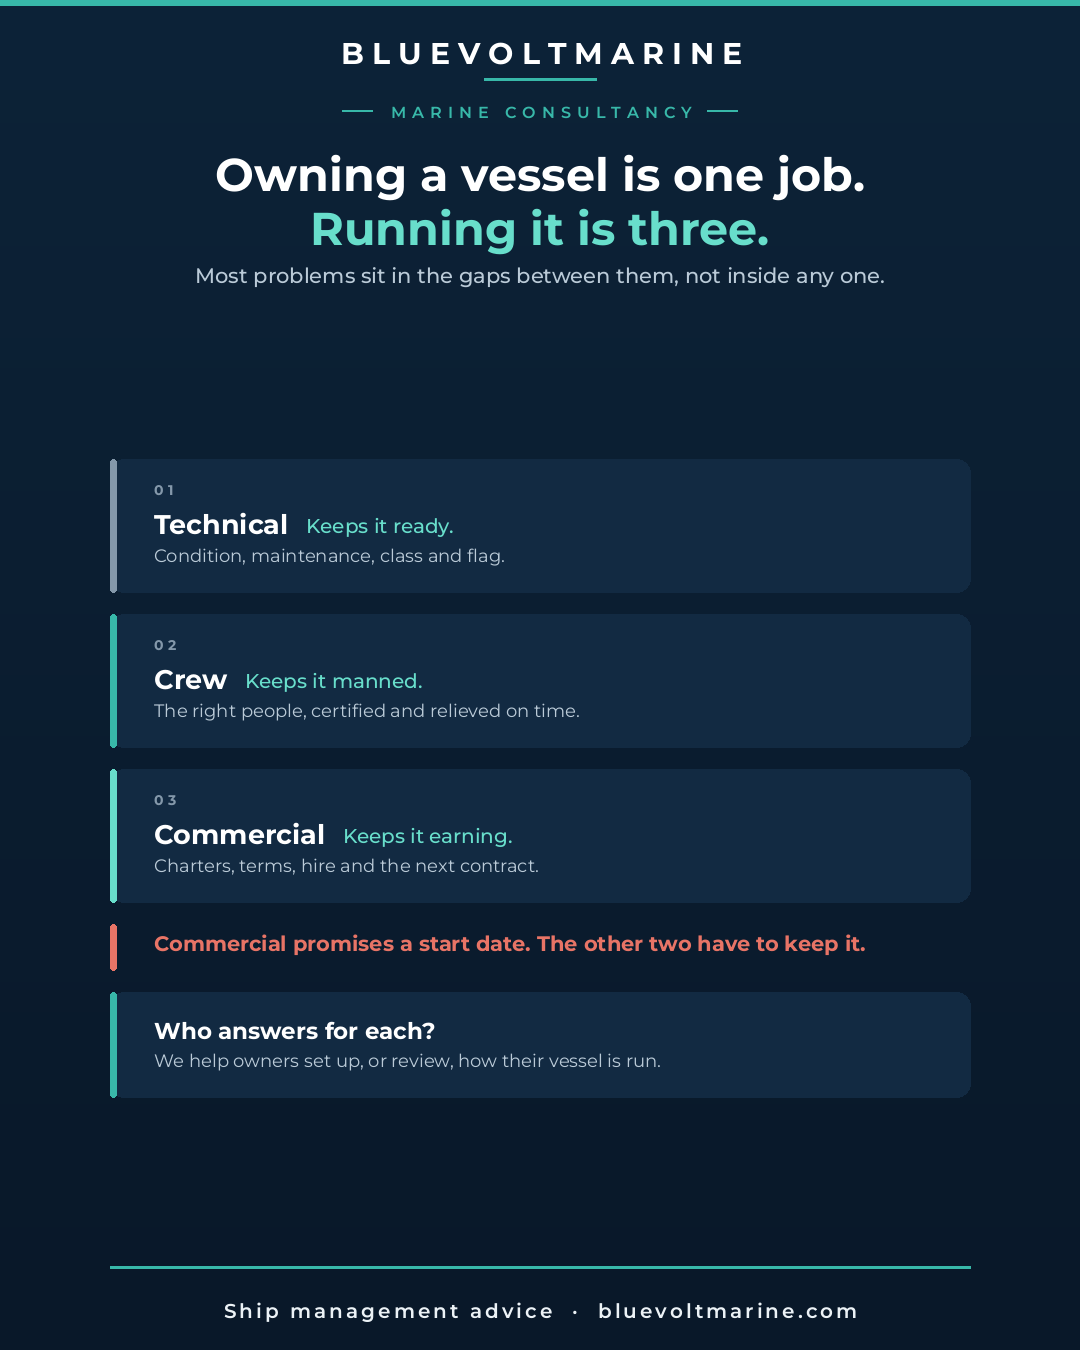 BLUEVOLTMARINE
MARINE CONSULTANCY
Owning a vessel is one job.
Running it is three.
Most problems sit in the gaps between them, not inside any one.
01
Technical Keeps it ready.
Condition, maintenance, class and flag.
02
Crew Keeps it manned.
The right people, certified and relieved on time.
03
Commercial Keeps it earning.
Charters, terms, hire and the next contract.
Commercial promises a start date. The other two have to keep it.
Who answers for each?
We help owners set up, or review, how their vessel is run.
Ship management advice · bluevoltmarine.com